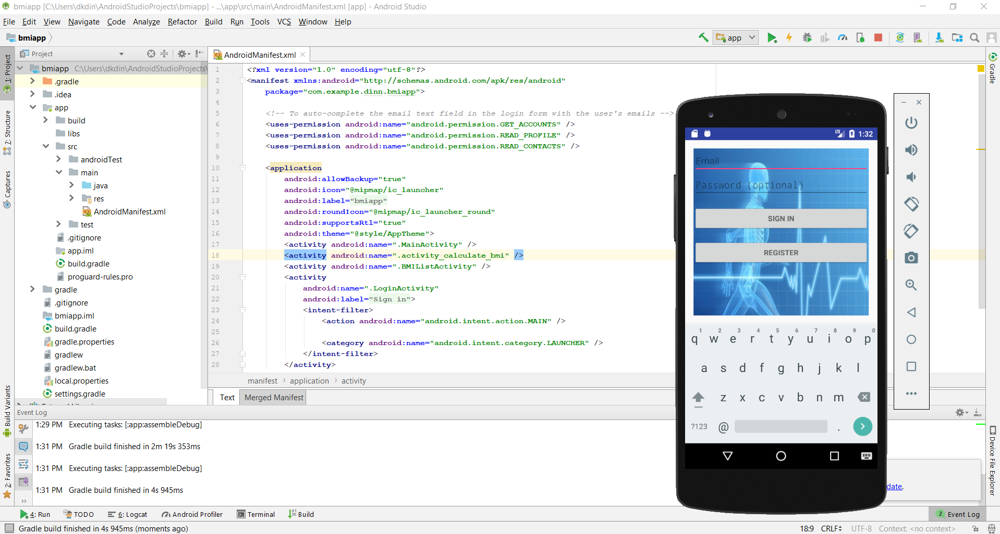 bmiapp [C:\Users\dkdin\AndroidStudioProjects\bmiapp] - ...\app\src\main\AndroidManifest.xml [app] - Android Studio
File Edit View Navigate Code Analyze Refactor Build Run Tools VCS Window Help
bmiapp
app
Project
AndroidManifest.xml
1: Project
7: Structure
Captures
Build Variants
2: Favorites
bmiapp C:\Users\dkdin\AndroidStudioProjects\
.gradle
.idea
app
build
libs
src
androidTest
main
java
res
AndroidManifest.xml
test
.gitignore
app.iml
build.gradle
proguard-rules.pro
gradle
.gitignore
bmiapp.iml
build.gradle
gradle.properties
gradlew
gradlew.bat
local.properties
settings.gradle
1 <?xml version="1.0" encoding="utf-8"?>
2 <manifest xmlns:android="http://schemas.android.com/apk/res/android"
3 package="com.example.dinn.bmiapp">
4
5 <!-- To auto-complete the email text field in the login form with the user's emails -->
6 <uses-permission android:name="android.permission.GET_ACCOUNTS" />
7 <uses-permission android:name="android.permission.READ_PROFILE" />
8 <uses-permission android:name="android.permission.READ_CONTACTS" />
9
10 <application
11 android:allowBackup="true"
12 android:icon="@mipmap/ic_launcher"
13 android:label="bmiapp"
14 android:roundIcon="@mipmap/ic_launcher_round"
15 android:supportsRtl="true"
16 android:theme="@style/AppTheme">
17 <activity android:name=".MainActivity" />
18 <activity android:name=".activity_calculate_bmi" />
19 <activity android:name=".BMIListActivity" />
20 <activity
21 android:name=".LoginActivity"
22 android:label="Sign in">
23 <intent-filter>
24 <action android:name="android.intent.action.MAIN" />
25
26 <category android:name="android.intent.category.LAUNCHER" />
27 </intent-filter>
28 </activity>
manifest application activity
Text Merged Manifest
LTE 1:32
Email
Password (optional)
SIGN IN
REGISTER
1 2 3 4 5 6 7 8 9 0
q w e r t y u i o p
a s d f g h j k l
z x c v b n m
?123 @ .
Gradle
Device File Explorer
Event Log
1:29 PM Executing tasks: [:app:assembleDebug]
1:31 PM Gradle build finished in 2m 19s 353ms
1:31 PM Executing tasks: [:app:assembleDebug]
1:31 PM Gradle build finished in 4s 945ms
date.
4: Run TODO 6: Logcat Android Profiler Terminal Build 2 Event Log
Gradle build finished in 4s 945ms (moments ago) 18:9 CRLF UTF-8 Context: <no context>